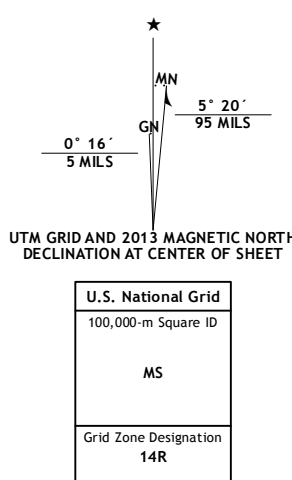 ★
MN
5° 20´
95 MILS
GN
0° 16´
5 MILS
UTM GRID AND 2013 MAGNETIC NORTH
DECLINATION AT CENTER OF SHEET
U.S. National Grid
100,000-m Square ID
MS
Grid Zone Designation
14R